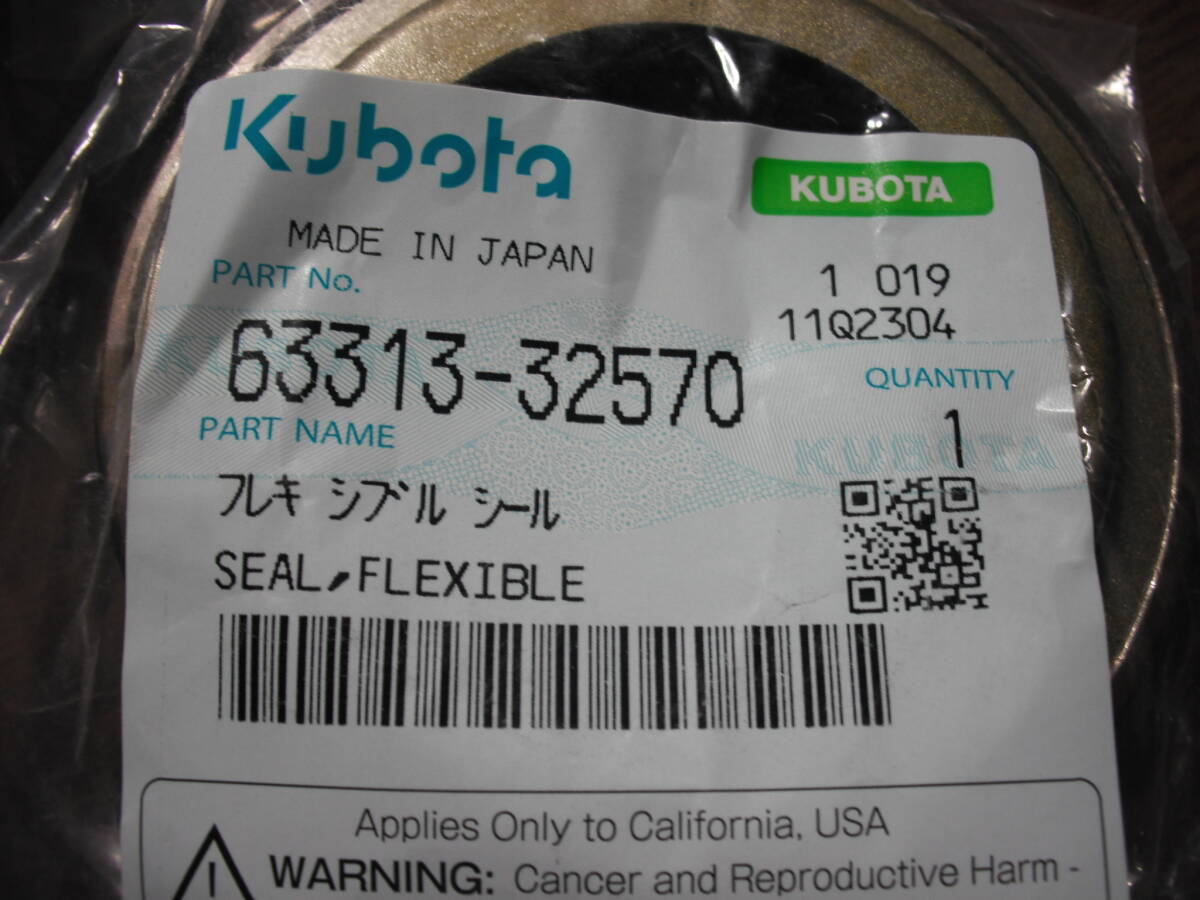 Kubota
KUBOTA
MADE IN JAPAN
PART No.
1 019
11Q2304
63313-32570
QUANTITY
1
PART NAME
KUBOTA
フレキ シブル シール
SEAL,FLEXIBLE
Applies Only to California, USA
WARNING: Cancer and Reproductive Harm -